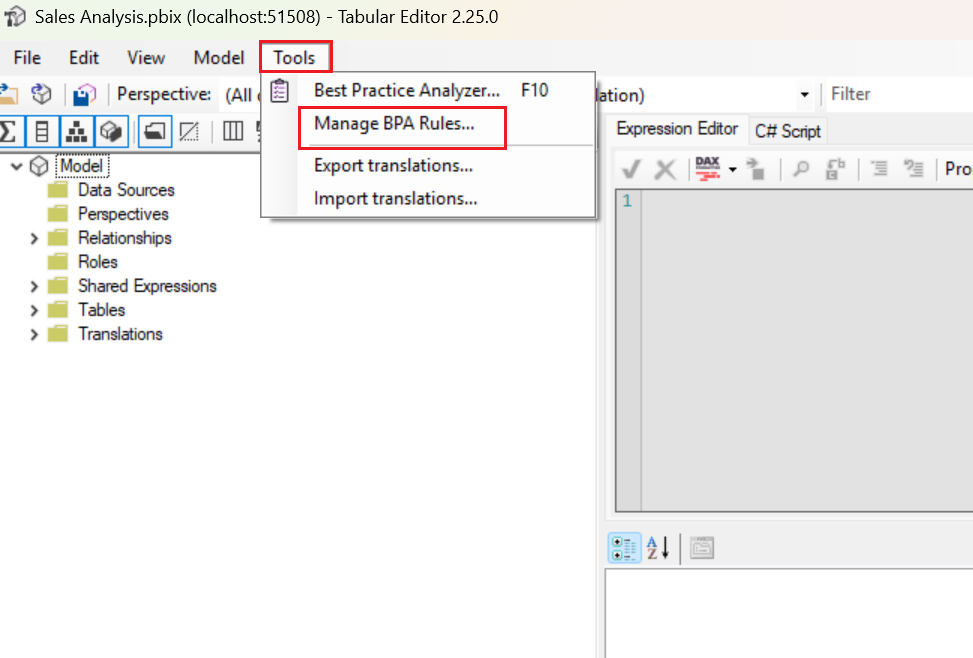 Sales Analysis.pbix (localhost:51508) - Tabular Editor 2.25.0
File Edit View Model Tools
Perspective: (All
lation) Filter
Best Practice Analyzer... F10
Manage BPA Rules...
Export translations...
Import translations...
Expression Editor C# Script
DAX Pro
1
Model
Data Sources
Perspectives
Relationships
Roles
Shared Expressions
Tables
Translations
A
Z